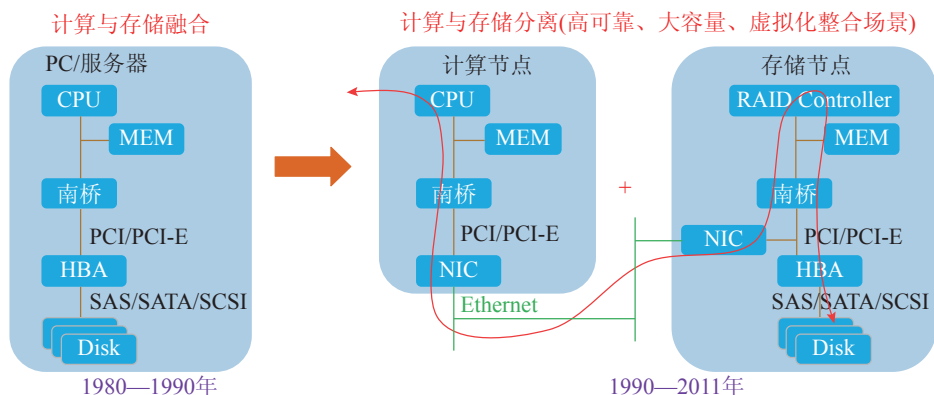 计算与存储融合
PC/服务器
CPU
MEM
南桥
PCI/PCI-E
HBA
SAS/SATA/SCSI
Disk
1980—1990年
计算与存储分离(高可靠、大容量、虚拟化整合场景)
计算节点
CPU
MEM
南桥
PCI/PCI-E
NIC
Ethernet
+
存储节点
RAID Controller
MEM
南桥
NIC
PCI/PCI-E
HBA
SAS/SATA/SCSI
Disk
1990—2011年